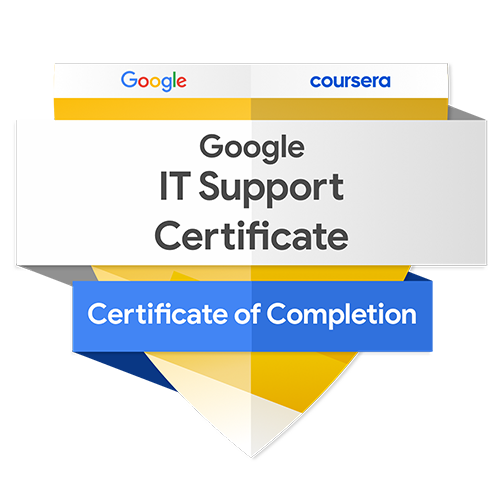 Google coursera
Google
IT Support
Certificate
Certificate of Completion